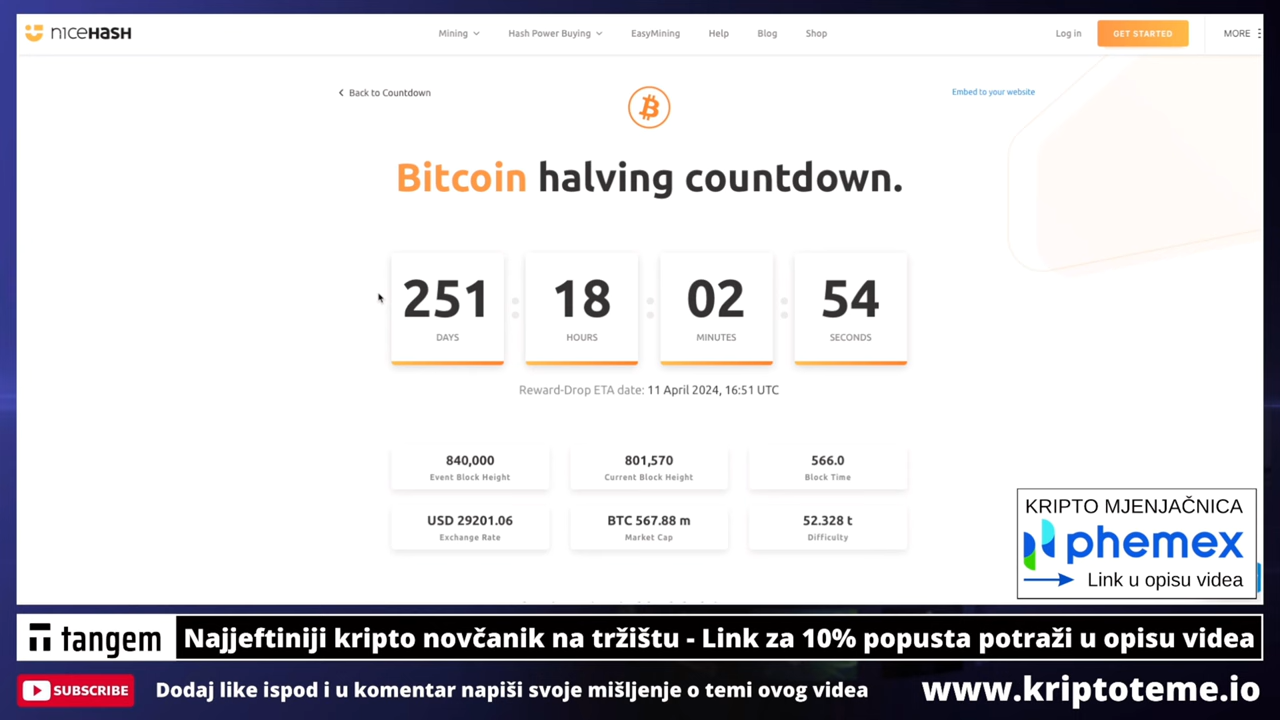 nıceHASH
Mining
Hash Power Buying
EasyMining
Help
Blog
Shop
Log in
GET STARTED
MORE
Back to Countdown
Embed to your website
Bitcoin halving countdown.
251 : 18 : 02 : 54
DAYS HOURS MINUTES SECONDS
Reward-Drop ETA date: 11 April 2024, 16:51 UTC
840,000
Event Block Height
801,570
Current Block Height
566.0
Block Time
USD 29201.06
Exchange Rate
BTC 567.88 m
Market Cap
52.328 t
Difficulty
KRIPTO MJENJAČNICA
phemex
Link u opisu videa
tangem
Najjeftiniji kripto novčanik na tržištu - Link za 10% popusta potraži u opisu videa
SUBSCRIBE
Dodaj like ispod i u komentar napiši svoje mišljenje o temi ovog videa
www.kriptoteme.io